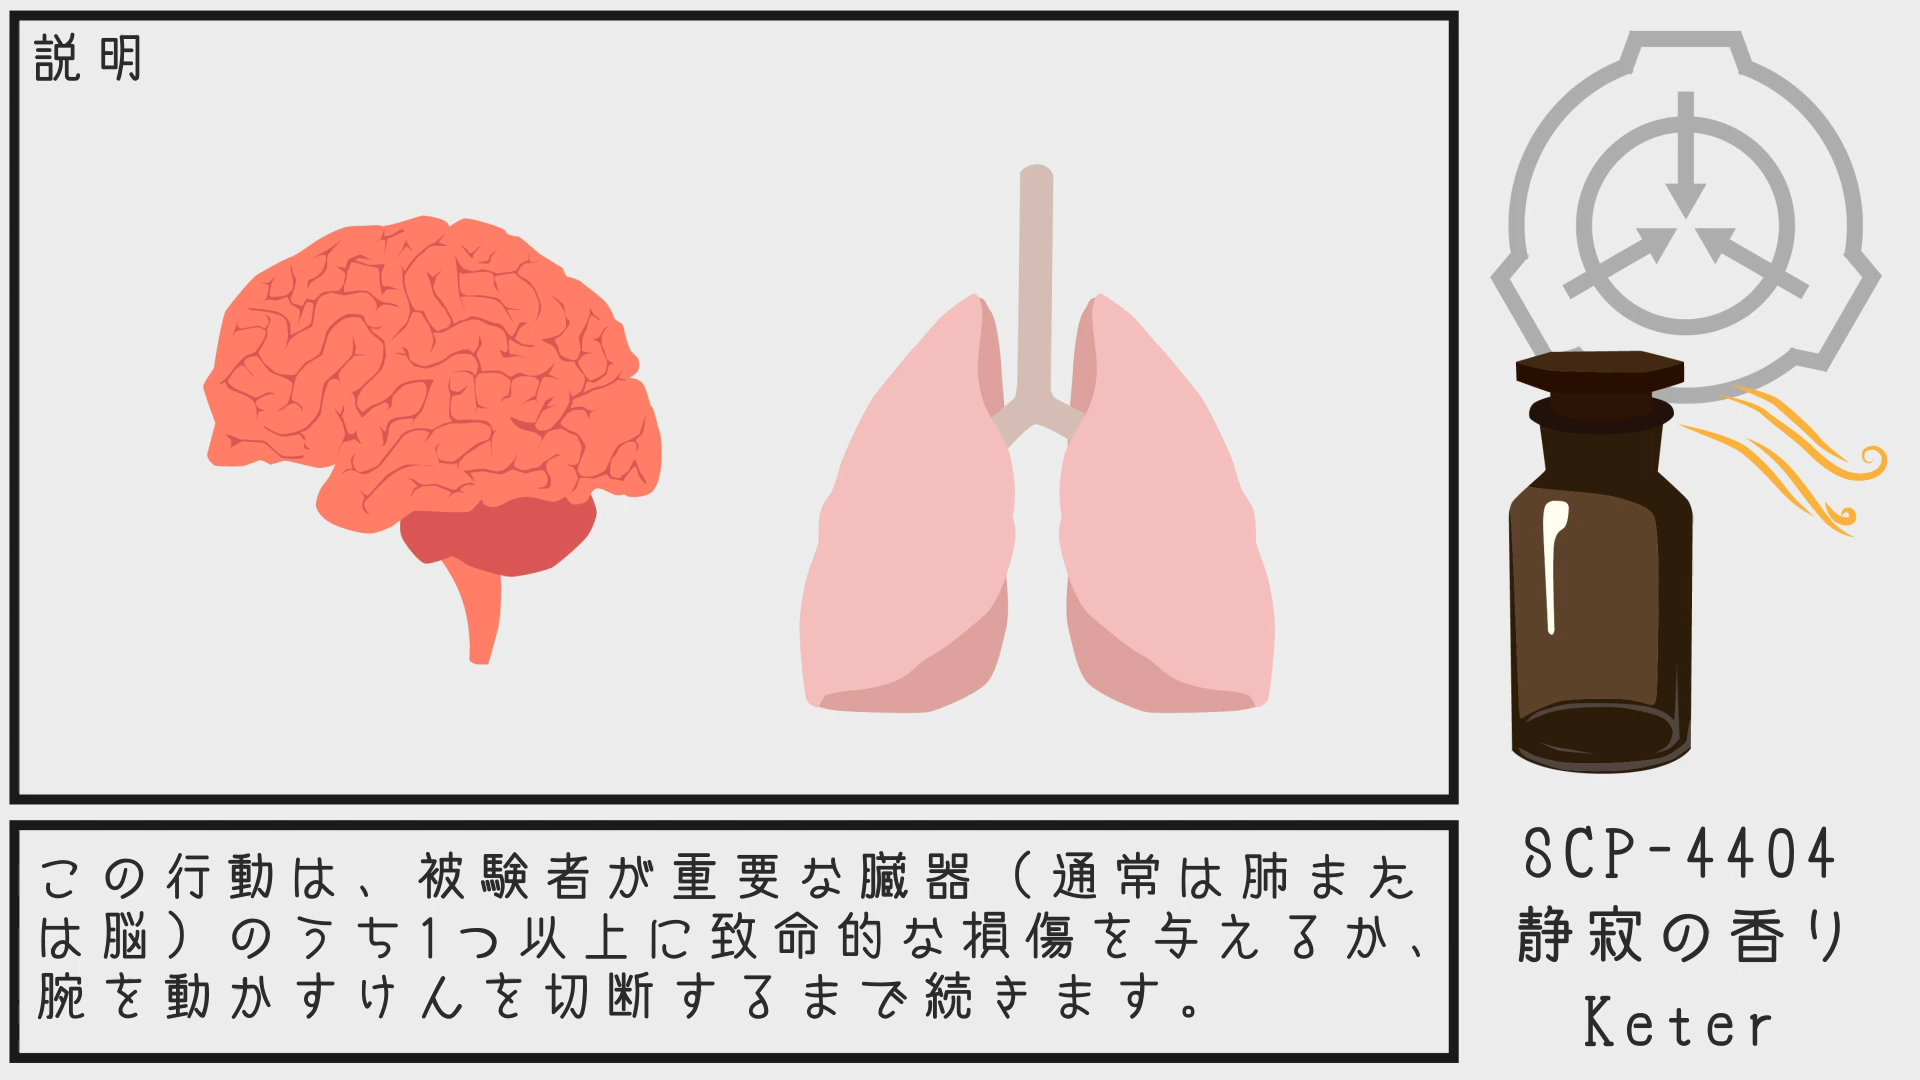 説明
この行動は、被験者が重要な臓器（通常は肺また
は脳）のうち1つ以上に致命的な損傷を与えるか、
腕を動かすけんを切断するまで続きます。
SCP-4404
静寂の香り
Keter